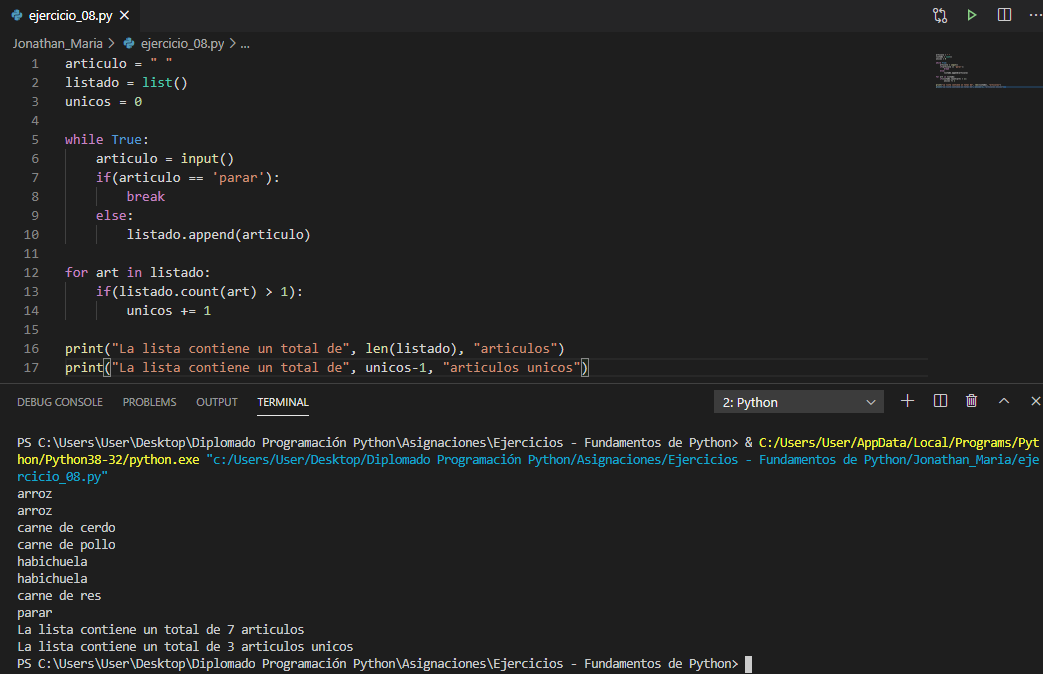 ejercicio_08.py
Jonathan_Maria > ejercicio_08.py > ...
1 articulo = " "
2 listado = list()
3 unicos = 0
4
5 while True:
6     articulo = input()
7     if(articulo == 'parar'):
8         break
9     else:
10         listado.append(articulo)
11
12 for art in listado:
13     if(listado.count(art) > 1):
14         unicos += 1
15
16 print("La lista contiene un total de", len(listado), "articulos")
17 print("La lista contiene un total de", unicos-1, "articulos unicos")
DEBUG CONSOLE PROBLEMS OUTPUT TERMINAL 2: Python
PS C:\Users\User\Desktop\Diplomado Programación Python\Asignaciones\Ejercicios - Fundamentos de Python> & C:/Users/User/AppData/Local/Programs/Pyt
hon/Python38-32/python.exe "c:/Users/User/Desktop/Diplomado Programación Python/Asignaciones/Ejercicios - Fundamentos de Python/Jonathan_Maria/eje
rcicio_08.py"
arroz
arroz
carne de cerdo
carne de pollo
habichuela
habichuela
carne de res
parar
La lista contiene un total de 7 articulos
La lista contiene un total de 3 articulos unicos
PS C:\Users\User\Desktop\Diplomado Programación Python\Asignaciones\Ejercicios - Fundamentos de Python>